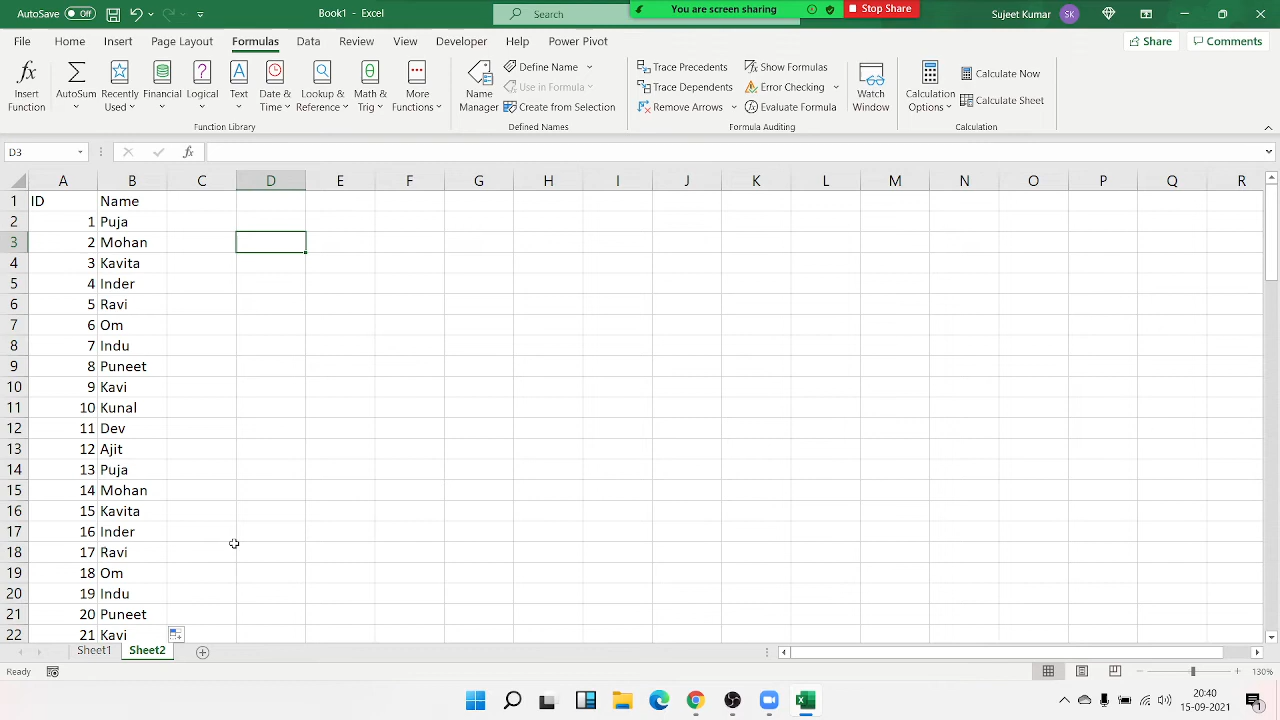 AutoSave Off Book1 - Excel Search You are screen sharing Stop Share Sujeet Kumar SK
File Home Insert Page Layout Formulas Data Review View Developer Help Power Pivot Share Comments
Insert Function
AutoSum
Recently Used
Financial
Logical
Text
Date & Time
Lookup & Reference
Math & Trig
More Functions
Function Library
Name Manager
Define Name
Use in Formula
Create from Selection
Defined Names
Trace Precedents
Trace Dependents
Remove Arrows
Show Formulas
Error Checking
Evaluate Formula
Formula Auditing
Watch Window
Calculation Options
Calculate Now
Calculate Sheet
Calculation
D3 fx
A B C D E F G H I J K L M N O P Q R
1 ID Name
2 1 Puja
3 2 Mohan
4 3 Kavita
5 4 Inder
6 5 Ravi
7 6 Om
8 7 Indu
9 8 Puneet
10 9 Kavi
11 10 Kunal
12 11 Dev
13 12 Ajit
14 13 Puja
15 14 Mohan
16 15 Kavita
17 16 Inder
18 17 Ravi
19 18 Om
20 19 Indu
21 20 Puneet
22 21 Kavi
Sheet1 Sheet2
Ready 130%
20:40
15-09-2021